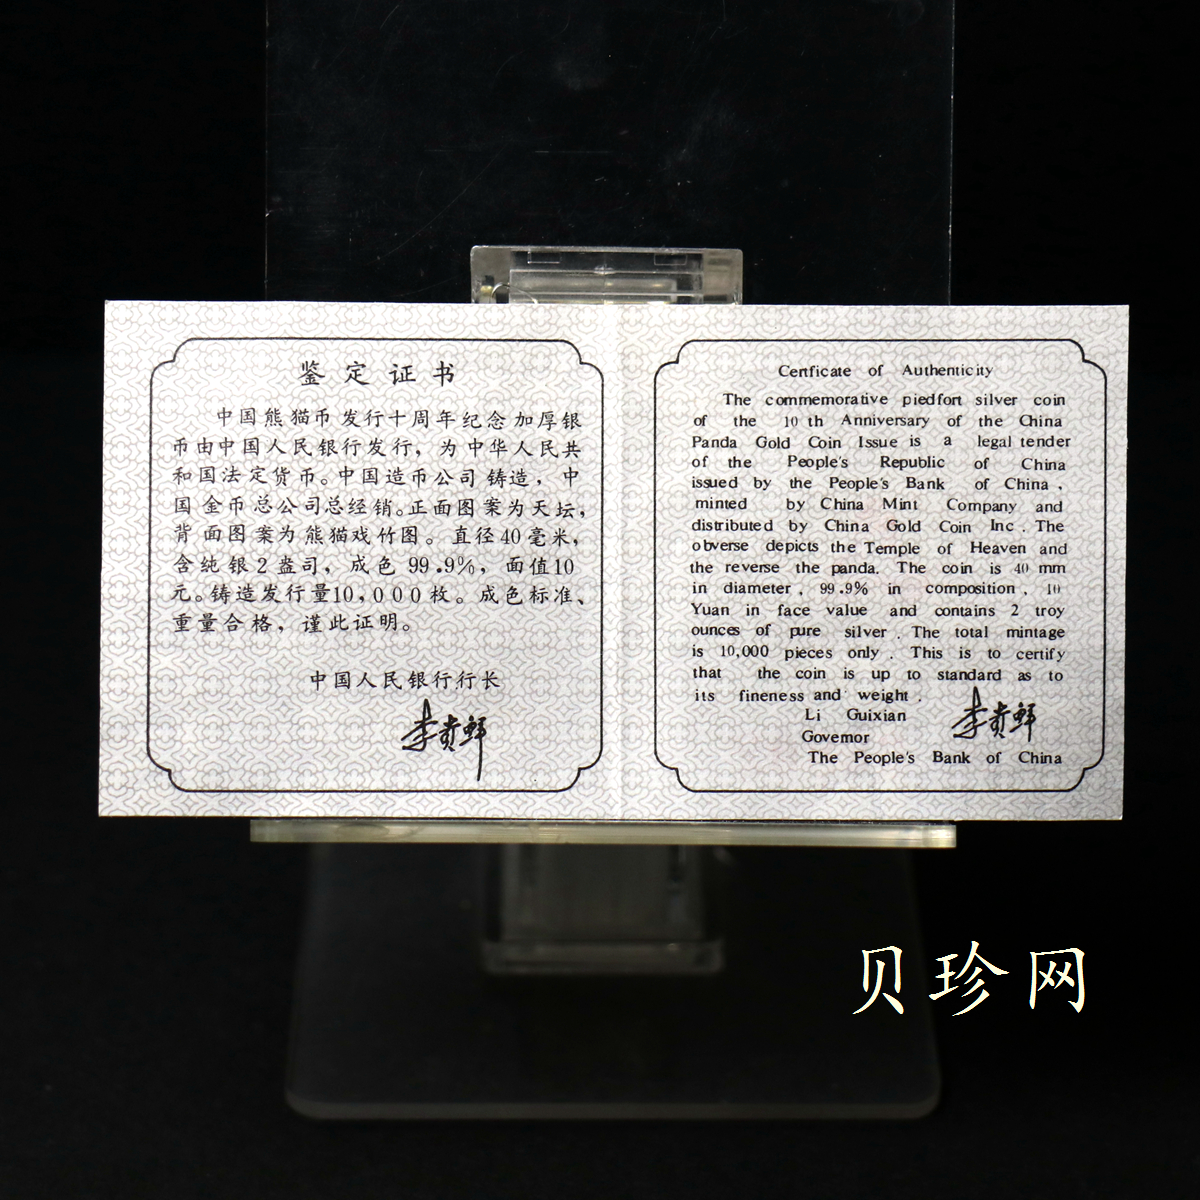 鉴定证书
中国熊猫币发行十周年纪念加厚银
币由中国人民银行发行，为中华人民共
和国法定货币。中国造币公司铸造，中
国金币总公司总经销。正面图案为天坛，
背面图案为熊猫戏竹图。直径40毫米，
含纯银2盎司，成色99.9%，面值10
元。铸造发行量10,000枚。成色标准、
重量合格，谨此证明。
中国人民银行行长
李贵鲜
Certficate of Authenticity
The commemorative piedfort silver coin
of the 10 th Anniversary of the China
Panda Gold Coin Issue is a legal tender
of the People's Republic of China
issued by the People's Bank of China ,
minted by China Mint Company and
distributed by China Gold Coin Inc . The
obverse depicts the Temple of Heaven and
the reverse the panda. The coin is 40 mm
in diameter , 99.9% in composition , 10
Yuan in face value and contains 2 troy
ounces of pure silver . The total mintage
is 10,000 pieces only . This is to certify
that the coin is up to standard as to
its fineness and weight .
Li Guixian
李贵鲜
Governor
The People's Bank of China
贝珍网